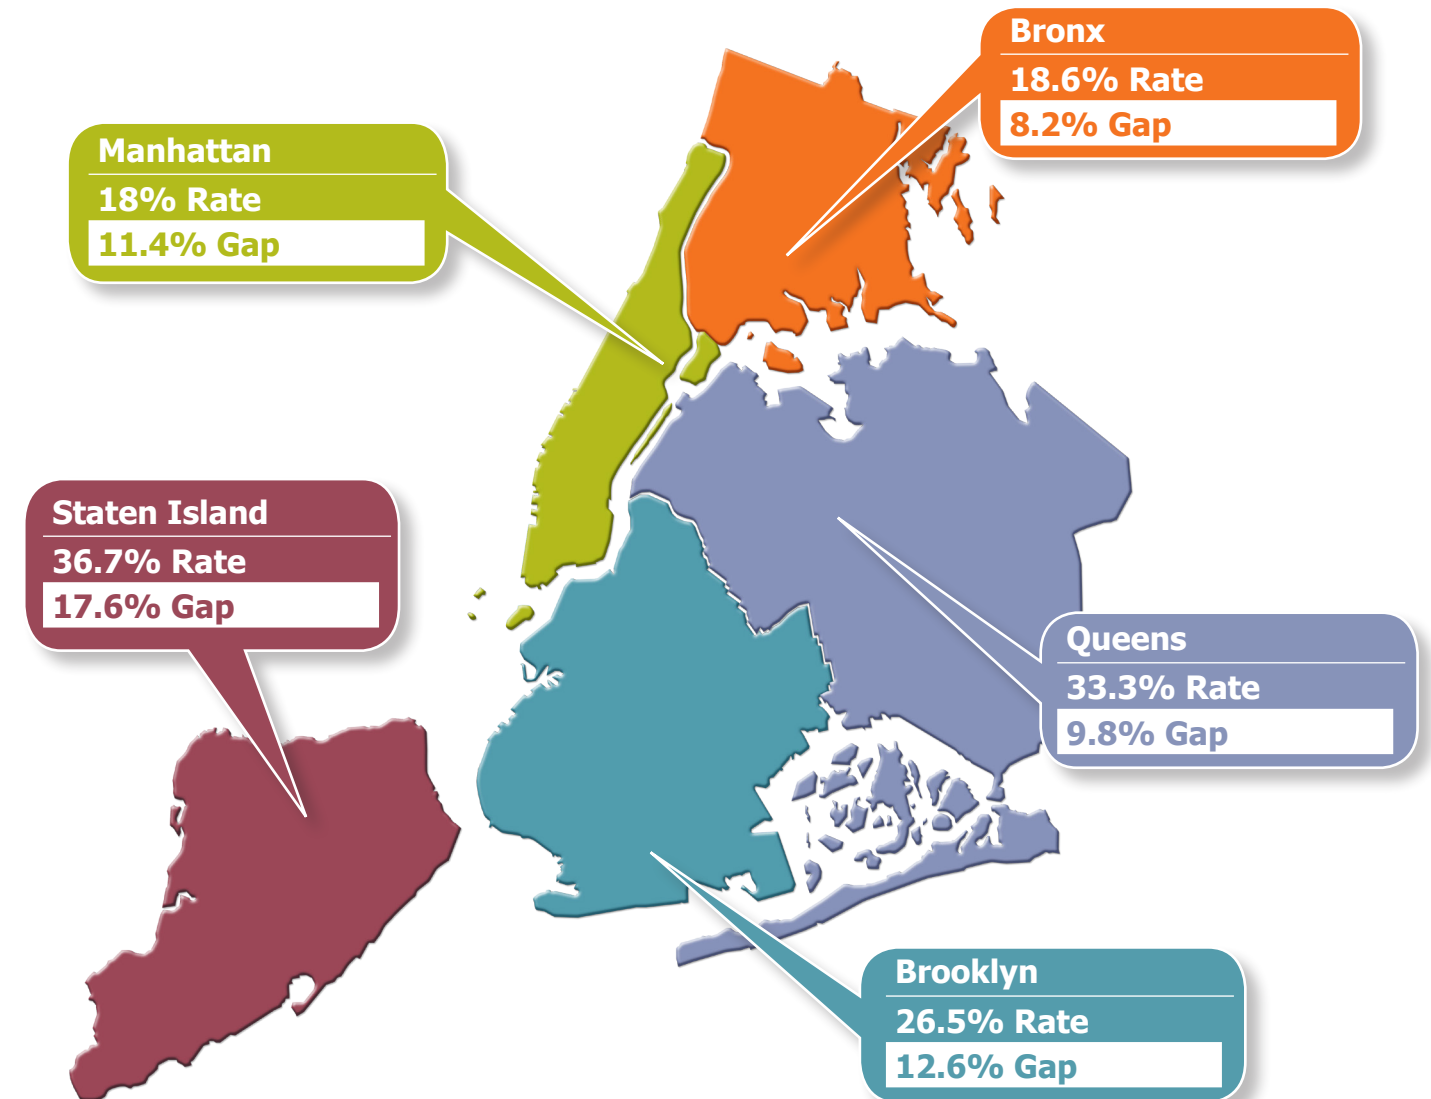 Bronx
18.6% Rate
8.2% Gap
Manhattan
18% Rate
11.4% Gap
Staten Island
36.7% Rate
17.6% Gap
Queens
33.3% Rate
9.8% Gap
Brooklyn
26.5% Rate
12.6% Gap